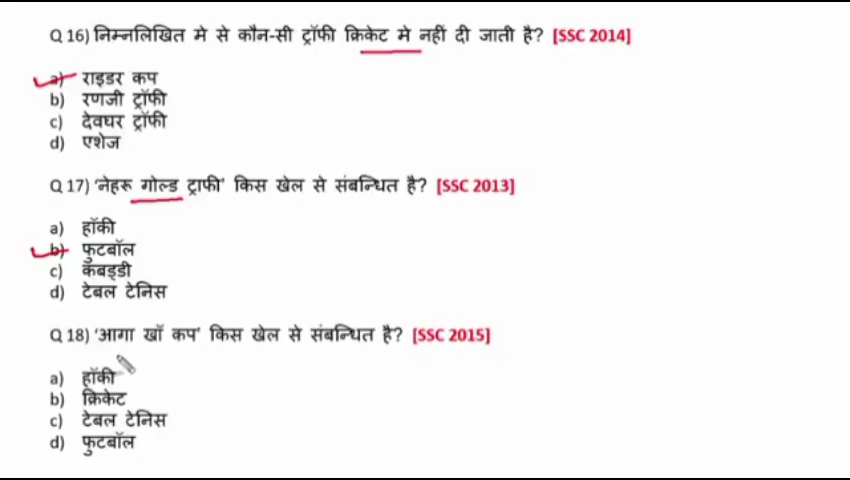 Q 16) निम्नलिखित मे से कौन-सी ट्रॉफी क्रिकेट मे नहीं दी जाती है? [SSC 2014]
a) राइडर कप
b) रणजी ट्रॉफी
c) देवघर ट्रॉफी
d) एशेज
Q 17) 'नेहरू गोल्ड ट्राफी' किस खेल से संबन्धित है? [SSC 2013]
a) हॉकी
b) फुटबॉल
c) कबड्डी
d) टेबल टेनिस
Q 18) 'आगा खाॅ कप' किस खेल से संबन्धित है? [SSC 2015]
a) हॉकी
b) क्रिकेट
c) टेबल टेनिस
d) फुटबॉल